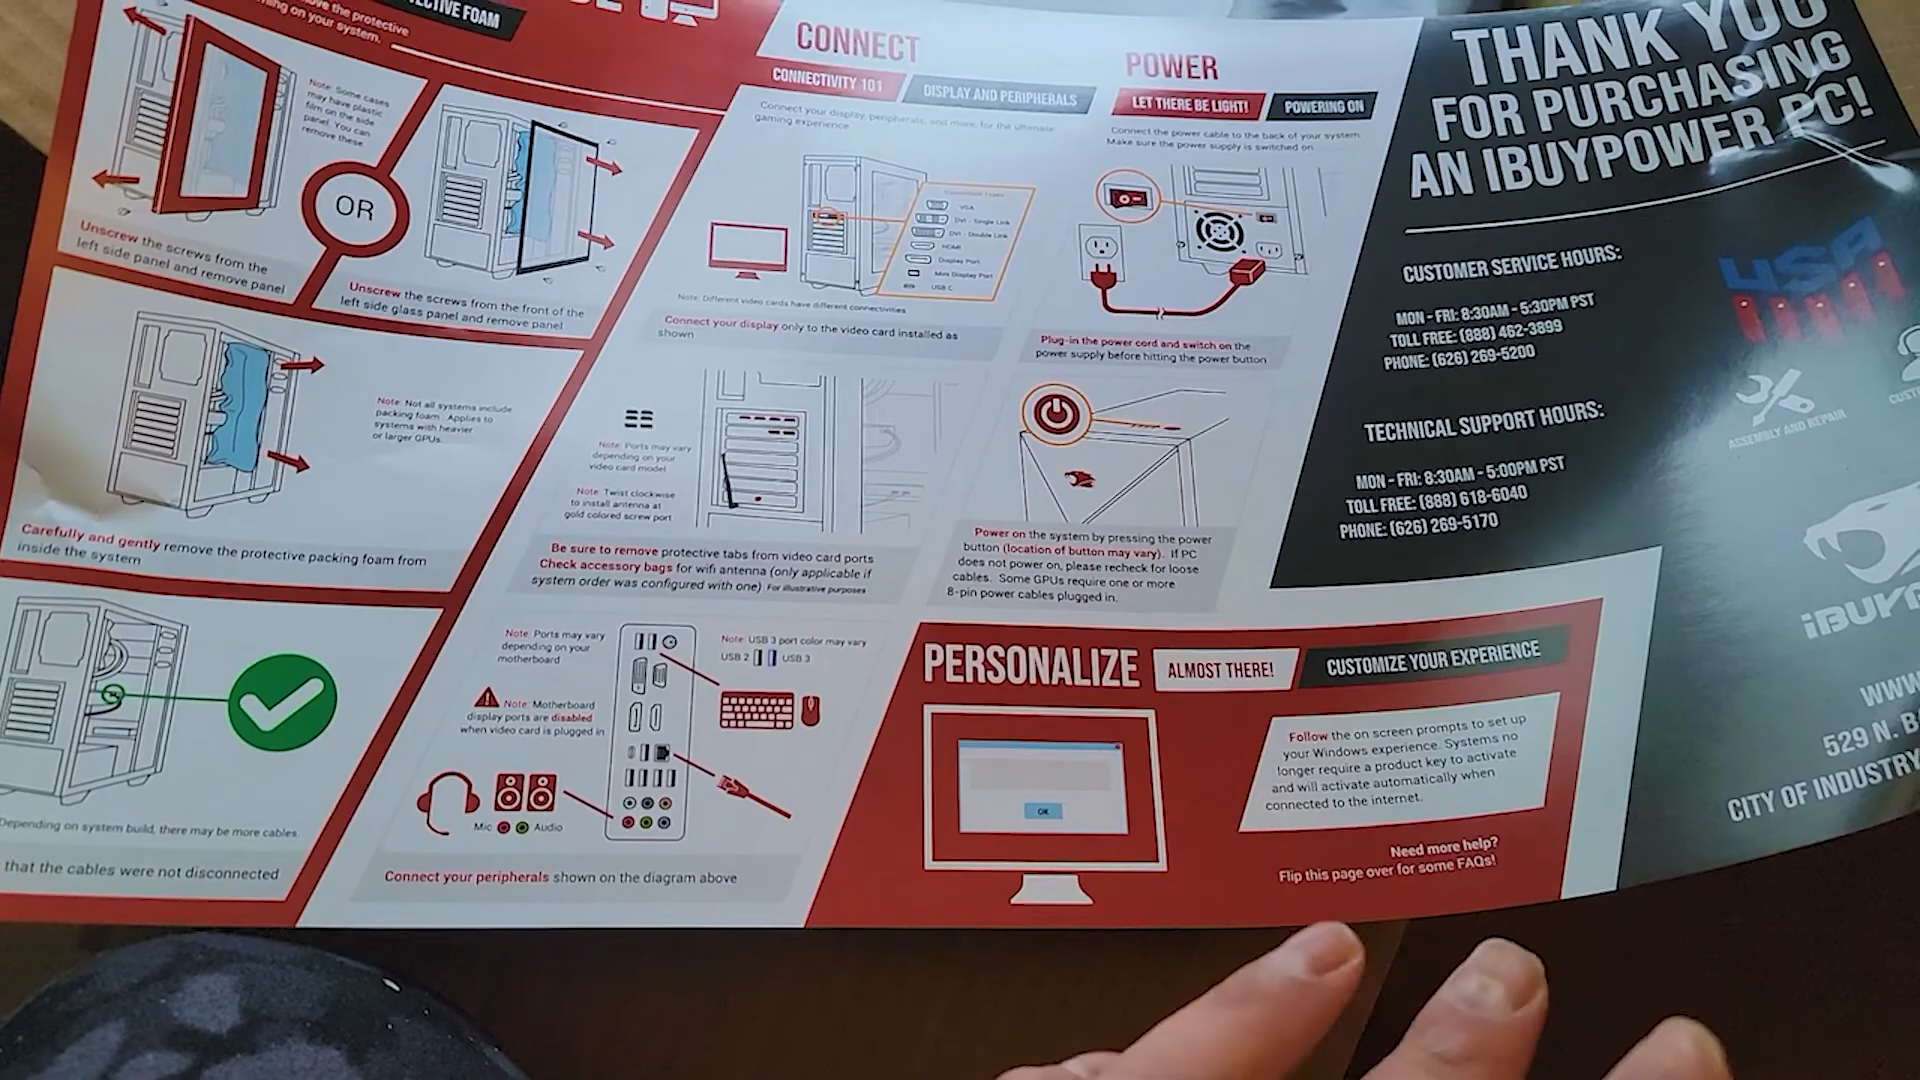 ECTIVE FOAM
ve the protective
ing on your system.
Note: Some cases
may have plastic
film on the side
panel. You can
remove these.
OR
Unscrew the screws from the
left side panel and remove panel
Unscrew the screws from the front of the
left side glass panel and remove panel
Note: Not all systems include
packing foam. Applies to
systems with heavier
or larger GPUs.
Carefully and gently remove the protective packing foam from
inside the system
Depending on system build, there may be more cables.
that the cables were not disconnected
CONNECT
CONNECTIVITY 101
DISPLAY AND PERIPHERALS
Connect your display, peripherals, and more, for the ultimate
gaming experience
VGA
DVI - Single Link
DVI - Double Link
HDMI
Display Port
Mini Display Port
USB C
Note: Different video cards have different connectivities
Connect your display only to the video card installed as
shown
Note: Ports may vary
depending on your
video card model
Note: Twist clockwise
to install antenna at
gold colored screw port
Be sure to remove protective tabs from video card ports
Check accessory bags for wifi antenna (only applicable if
system order was configured with one) For illustrative purposes
Note: Ports may vary
depending on your
motherboard
Note: USB 3 port color may vary
USB 2 USB 3
Note: Motherboard
display ports are disabled
when video card is plugged in
Mic Audio
Connect your peripherals shown on the diagram above
POWER
LET THERE BE LIGHT!
POWERING ON
Connect the power cable to the back of your system.
Make sure the power supply is switched on.
Plug-in the power cord and switch on the
power supply before hitting the power button
Power on the system by pressing the power
button (location of button may vary). If PC
does not power on, please recheck for loose
cables. Some GPUs require one or more
8-pin power cables plugged in.
PERSONALIZE
ALMOST THERE!
CUSTOMIZE YOUR EXPERIENCE
OK
Follow the on screen prompts to set up
your Windows experience. Systems no
longer require a product key to activate
and will activate automatically when
connected to the internet.
Need more help?
Flip this page over for some FAQs!
THANK YOU
FOR PURCHASING
AN IBUYPOWER PC!
CUSTOMER SERVICE HOURS:
MON - FRI: 8:30AM - 5:30PM PST
TOLL FREE: (888) 462-3899
PHONE: (626) 269-5200
TECHNICAL SUPPORT HOURS:
MON - FRI: 8:30AM - 5:00PM PST
TOLL FREE: (888) 618-6040
PHONE: (626) 269-5170
USA
ASSEMBLY AND REPAIR
CUST
iBUYP
WWW
529 N. B
CITY OF INDUSTRY